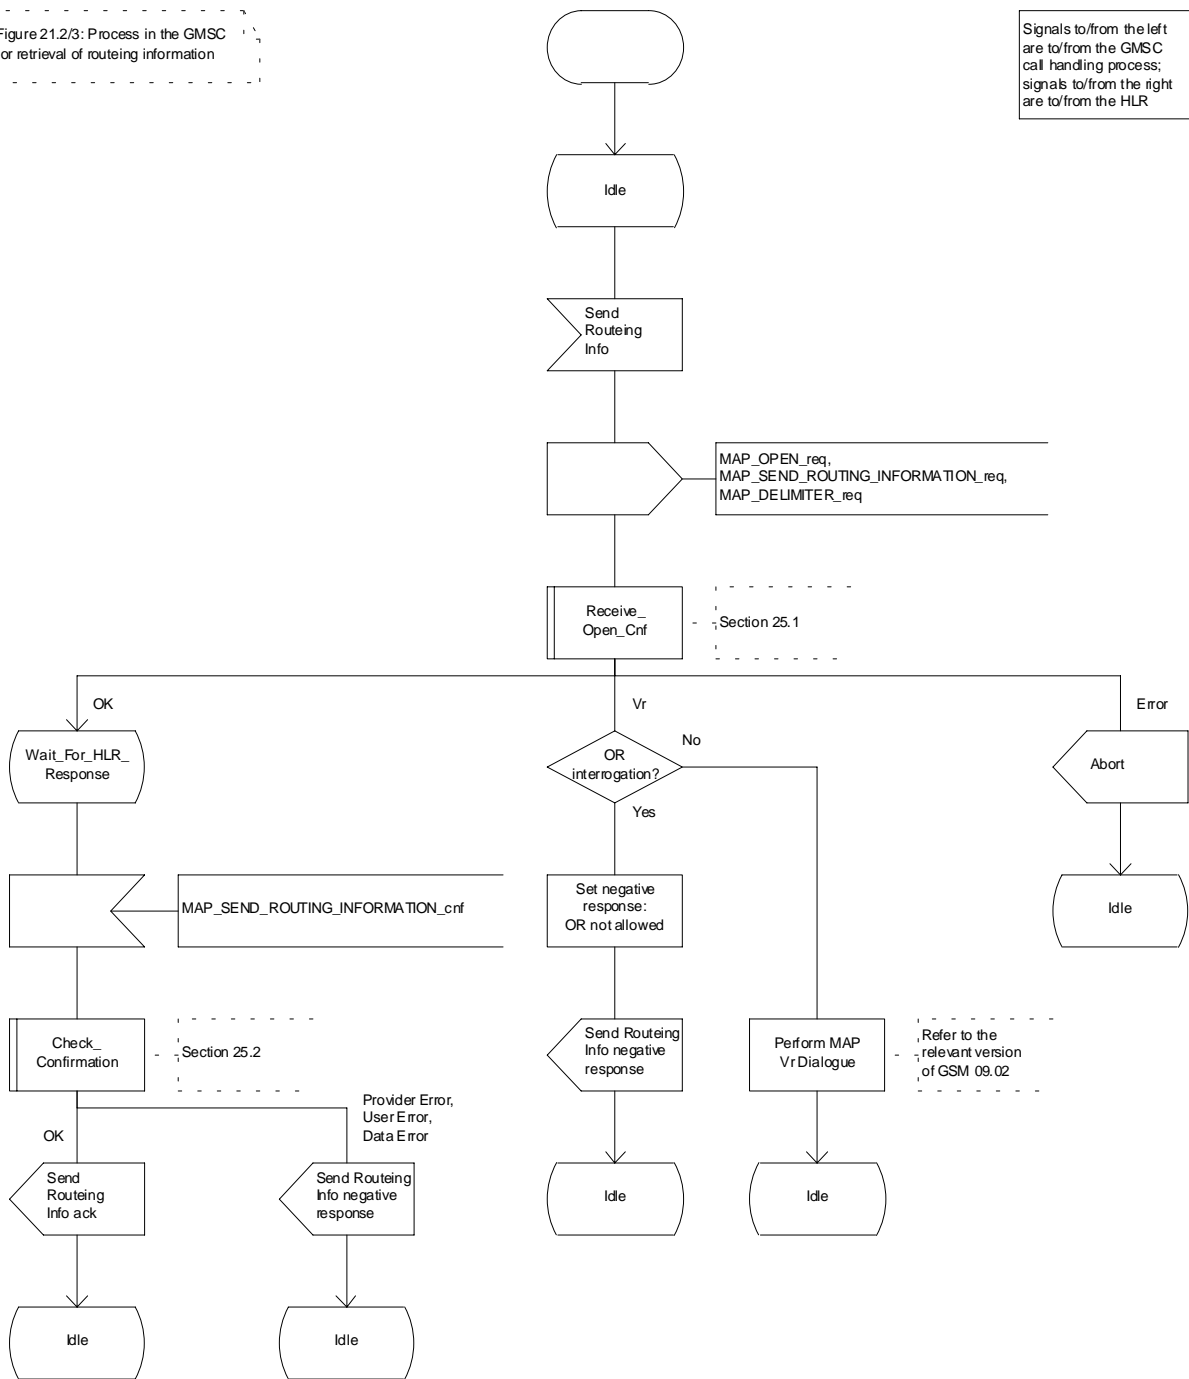 igure 21.2/3: Process in the GMSC
or retrieval of routeing information
Signals to/from the left
are to/from the GMSC
call handling process;
signals to/from the right
are to/from the HLR
Idle
Send
Routeing
Info
MAP_OPEN_req,
MAP_SEND_ROUTING_INFORMATION_req,
MAP_DELIMITER_req
Receive_
Open_Cnf
Section 25.1
OK
Vr
Error
Wait_For_HLR_
Response
OR
interrogation?
No
Yes
Abort
MAP_SEND_ROUTING_INFORMATION_cnf
Set negative
response:
OR not allowed
Idle
Check_
Confirmation
Section 25.2
Send Routeing
Info negative
response
Perform MAP
Vr Dialogue
Refer to the
relevant version
of GSM 09.02
Provider Error,
User Error,
Data Error
OK
Send
Routeing
Info ack
Send Routeing
Info negative
response
Idle
Idle
Idle
Idle